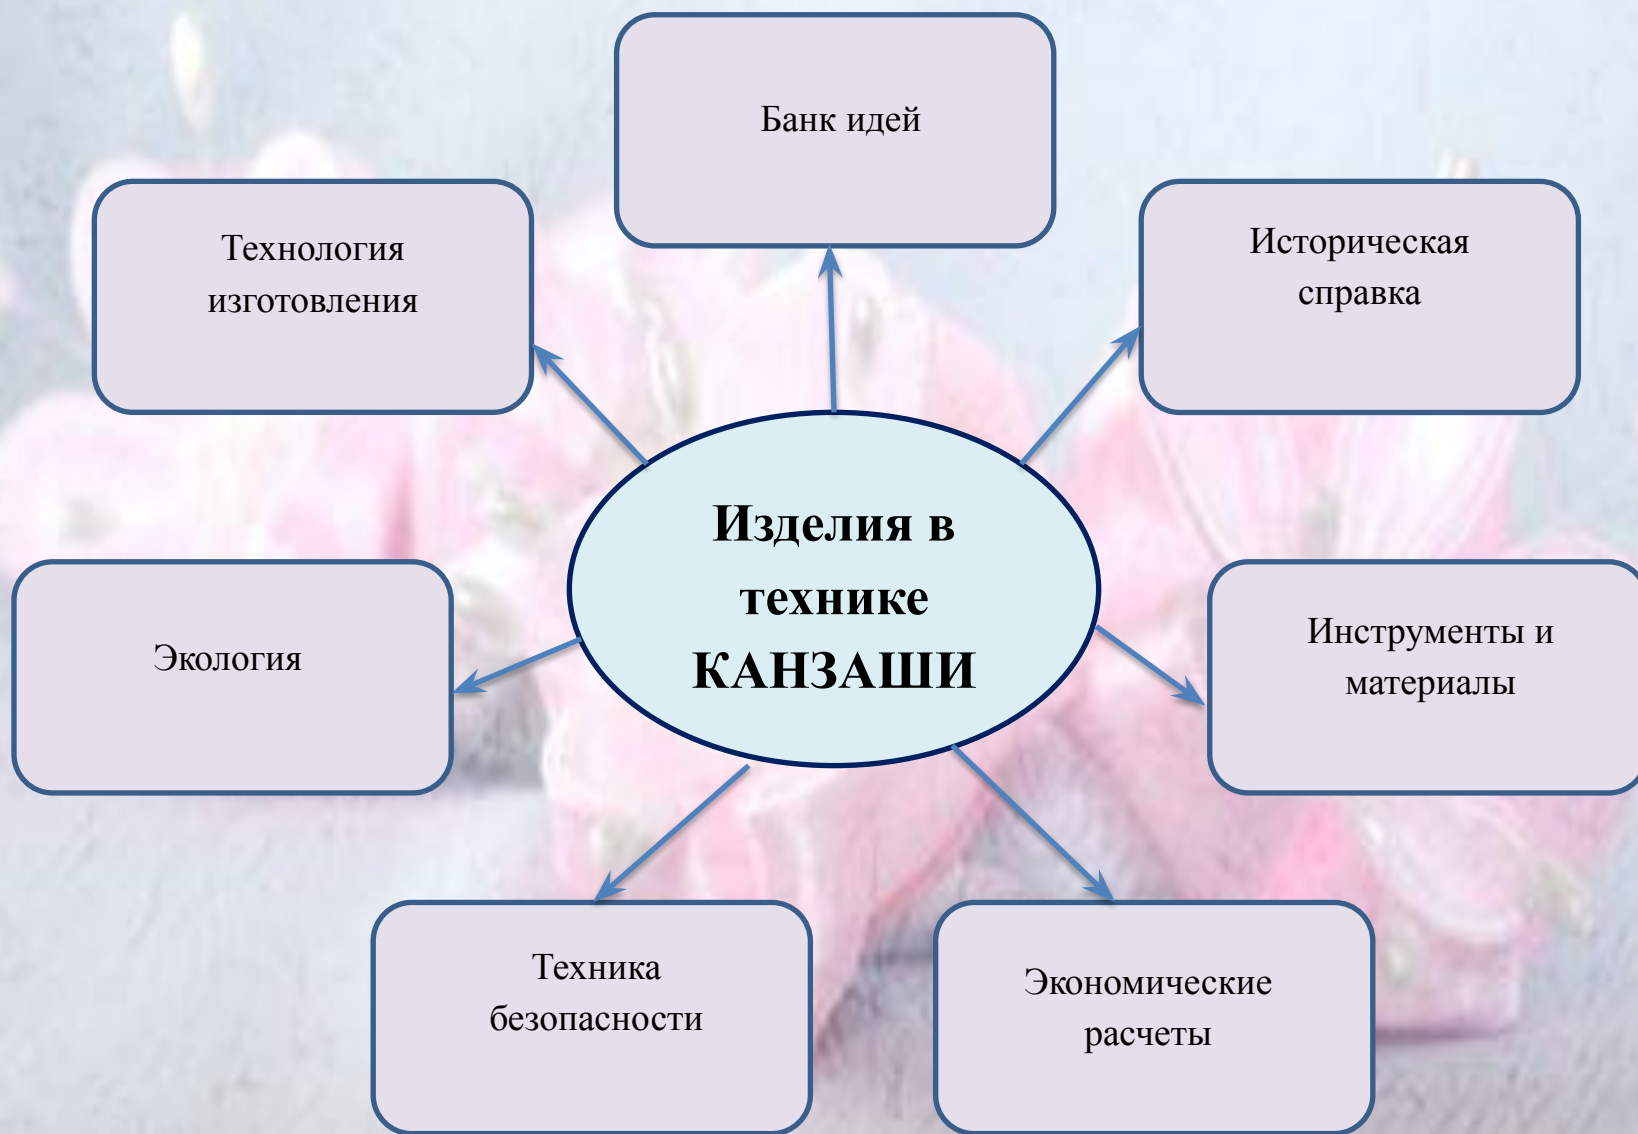 Банк идей
Технология
изготовления
Историческая
справка
Изделия в
технике
КАНЗАШИ
Экология
Инструменты и
материалы
Техника
безопасности
Экономические
расчеты